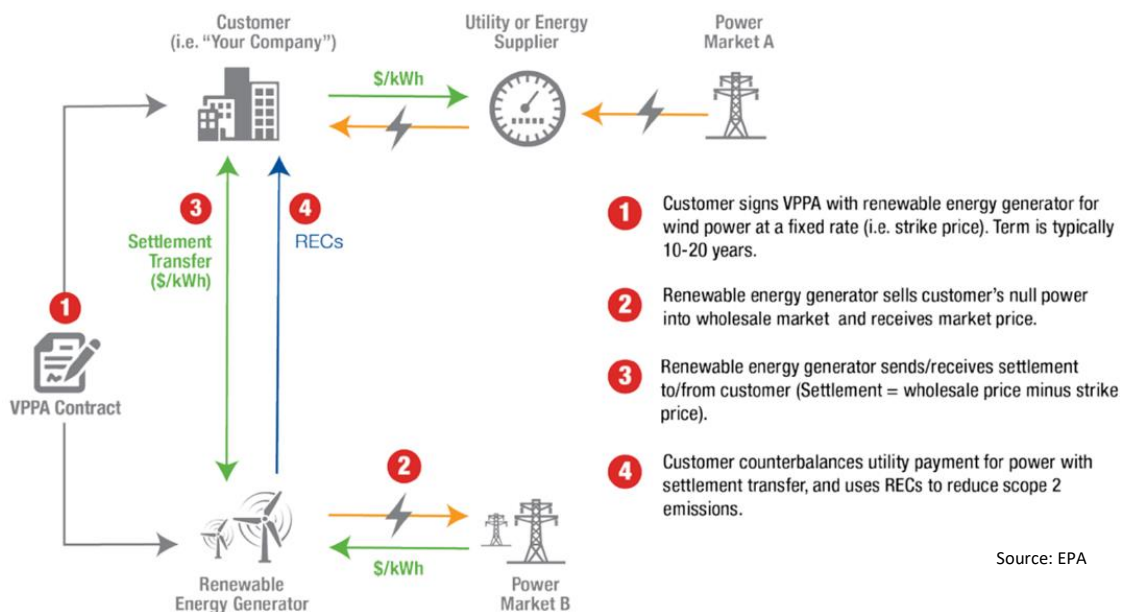 Customer
(i.e. "Your Company")
Utility or Energy
Supplier
Power
Market A
$/kWh
3
4
Settlement
Transfer
($/kWh)
RECs
1
VPPA Contract
2
$/kWh
Renewable
Energy Generator
Power
Market B
1
Customer signs VPPA with renewable energy generator for
wind power at a fixed rate (i.e. strike price). Term is typically
10-20 years.
2
Renewable energy generator sells customer's null power
into wholesale market and receives market price.
3
Renewable energy generator sends/receives settlement
to/from customer (Settlement = wholesale price minus strike
price).
4
Customer counterbalances utility payment for power with
settlement transfer, and uses RECs to reduce scope 2
emissions.
Source: EPA